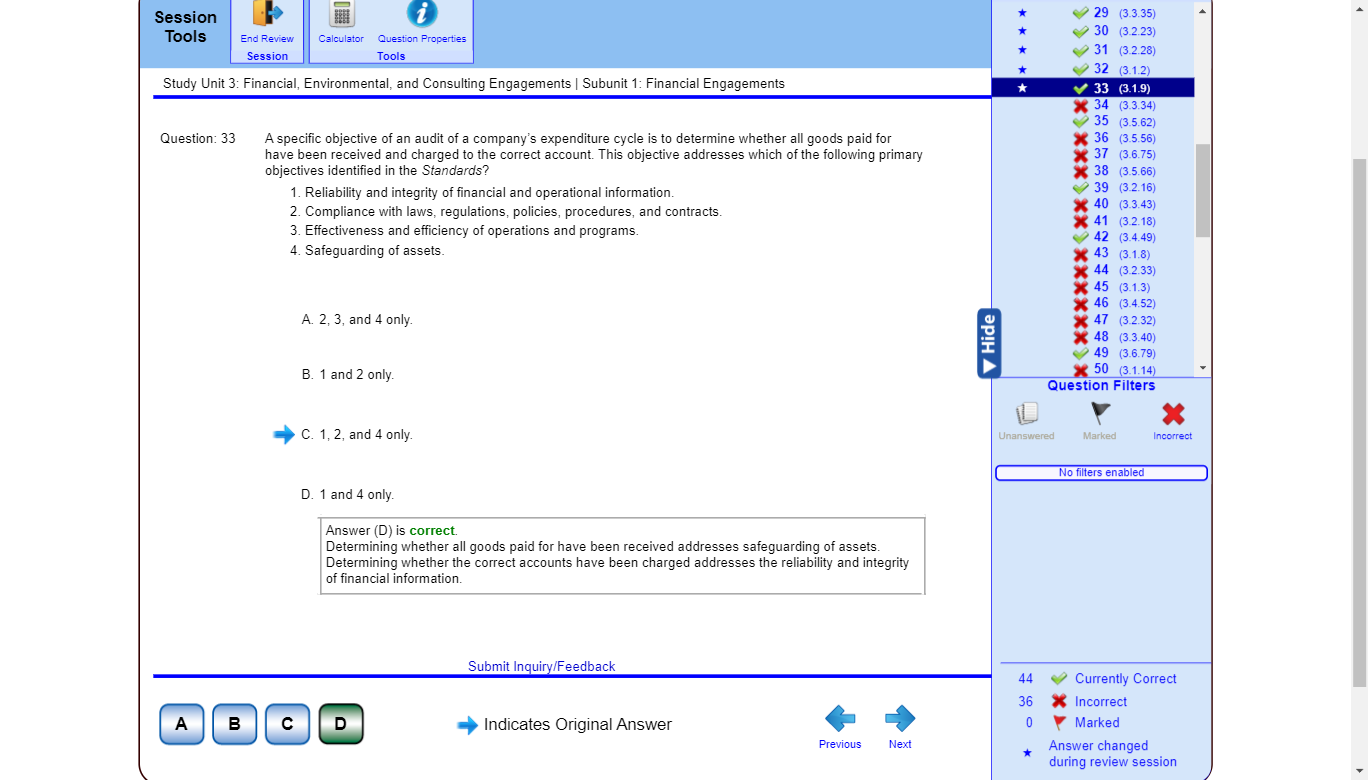 Session
Tools
End Review
Session
Calculator
Question Properties
Tools
Study Unit 3: Financial, Environmental, and Consulting Engagements | Subunit 1: Financial Engagements
Question: 33
A specific objective of an audit of a company's expenditure cycle is to determine whether all goods paid for
have been received and charged to the correct account. This objective addresses which of the following primary
objectives identified in the Standards?
1. Reliability and integrity of financial and operational information.
2. Compliance with laws, regulations, policies, procedures, and contracts.
3. Effectiveness and efficiency of operations and programs.
4. Safeguarding of assets.
A. 2, 3, and 4 only.
B. 1 and 2 only.
C. 1, 2, and 4 only.
D. 1 and 4 only.
Answer (D) is correct.
Determining whether all goods paid for have been received addresses safeguarding of assets.
Determining whether the correct accounts have been charged addresses the reliability and integrity
of financial information.
Submit Inquiry/Feedback
A B C D
Indicates Original Answer
Previous
Next
29 (3.3.35)
30 (3.2.23)
31 (3.2.28)
32 (3.1.2)
33 (3.1.9)
34 (3.3.34)
35 (3.5.62)
36 (3.5.56)
37 (3.6.75)
38 (3.5.66)
39 (3.2.16)
40 (3.3.43)
41 (3.2.18)
42 (3.4.49)
43 (3.1.8)
44 (3.2.33)
45 (3.1.3)
46 (3.4.52)
47 (3.2.32)
48 (3.3.40)
49 (3.6.79)
50 (3.1.14)
Hide
Question Filters
Unanswered
Marked
Incorrect
No filters enabled
44 Currently Correct
36 Incorrect
0 Marked
Answer changed
during review session